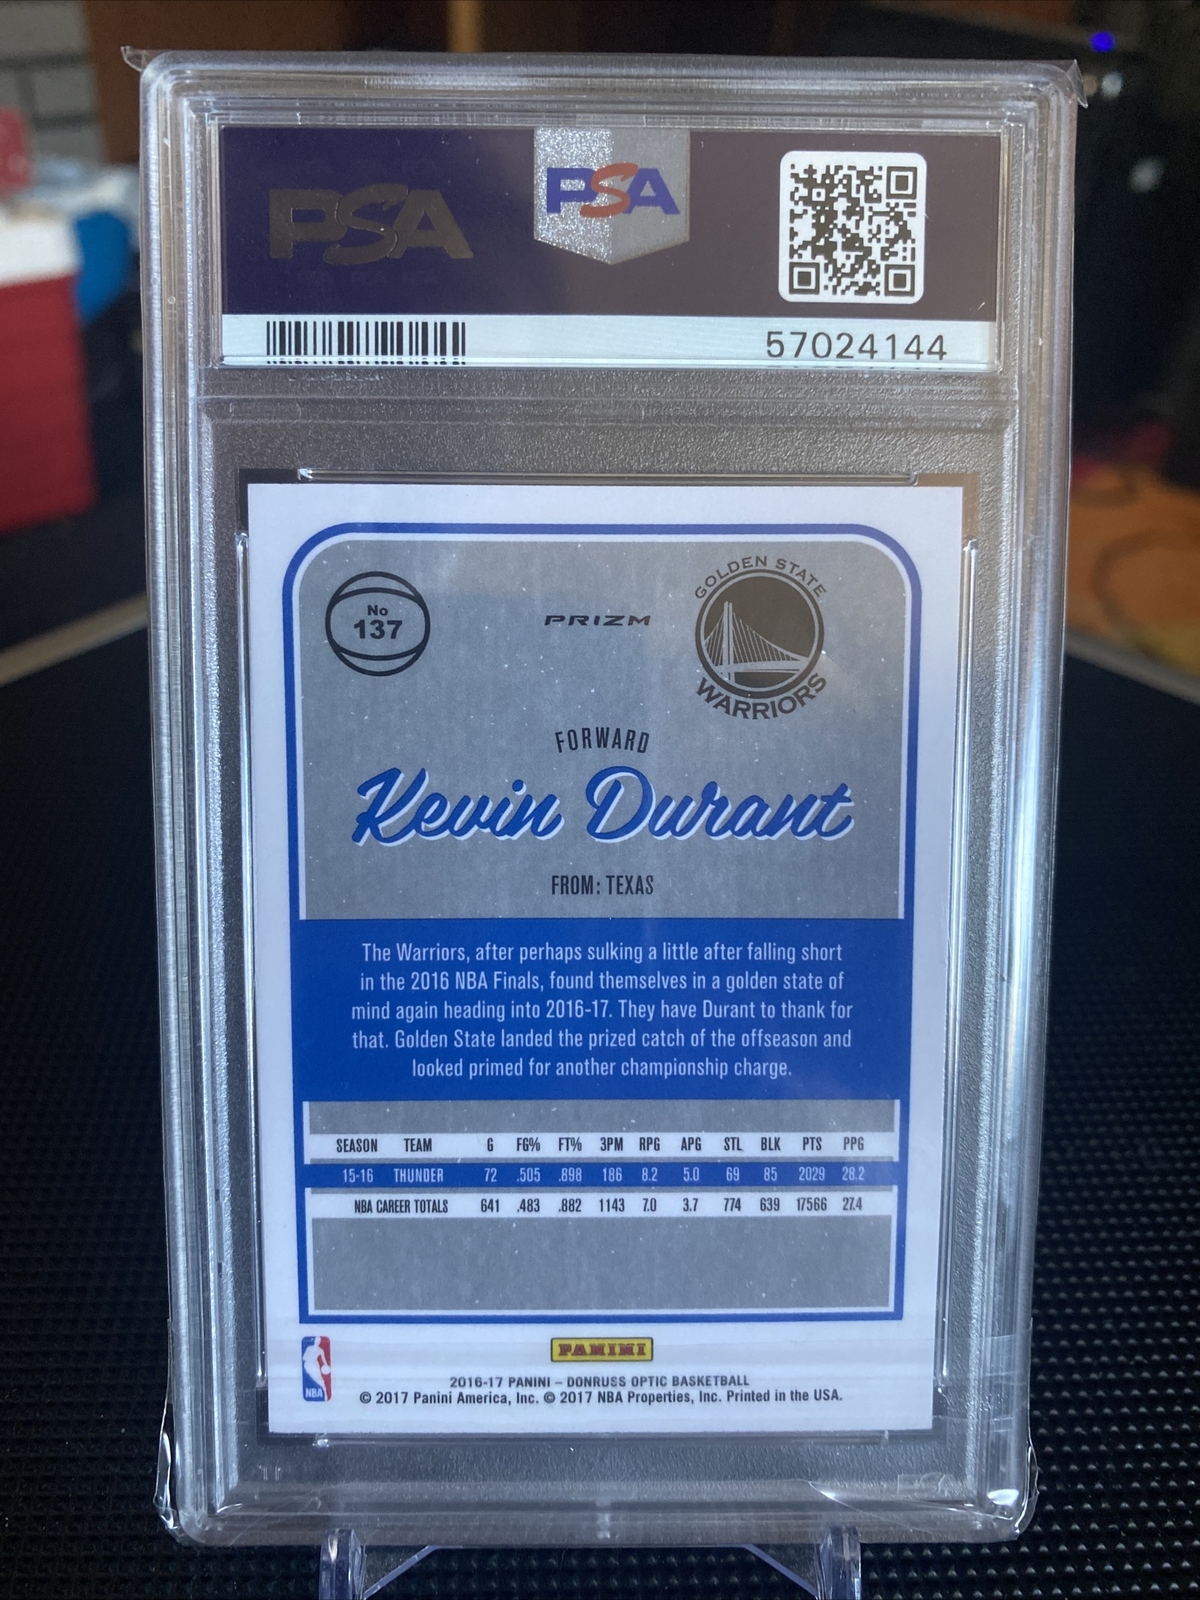 PSA
PSA
57024144
No
137
PRIZM
GOLDEN STATE
WARRIORS
FORWARD
Kevin Durant
FROM: TEXAS
The Warriors, after perhaps sulking a little after falling short
in the 2016 NBA Finals, found themselves in a golden state of
mind again heading into 2016-17. They have Durant to thank for
that. Golden State landed the prized catch of the offseason and
looked primed for another championship charge.
SEASON TEAM G FG% FT% 3PM RPG APG STL BLK PTS PPG
15-16 THUNDER 72 .505 .898 186 8.2 5.0 69 85 2029 28.2
NBA CAREER TOTALS 641 .483 .882 1143 7.0 3.7 774 639 17566 27.4
NBA
PANINI
2016-17 PANINI – DONRUSS OPTIC BASKETBALL
© 2017 Panini America, Inc. © 2017 NBA Properties, Inc. Printed in the USA.